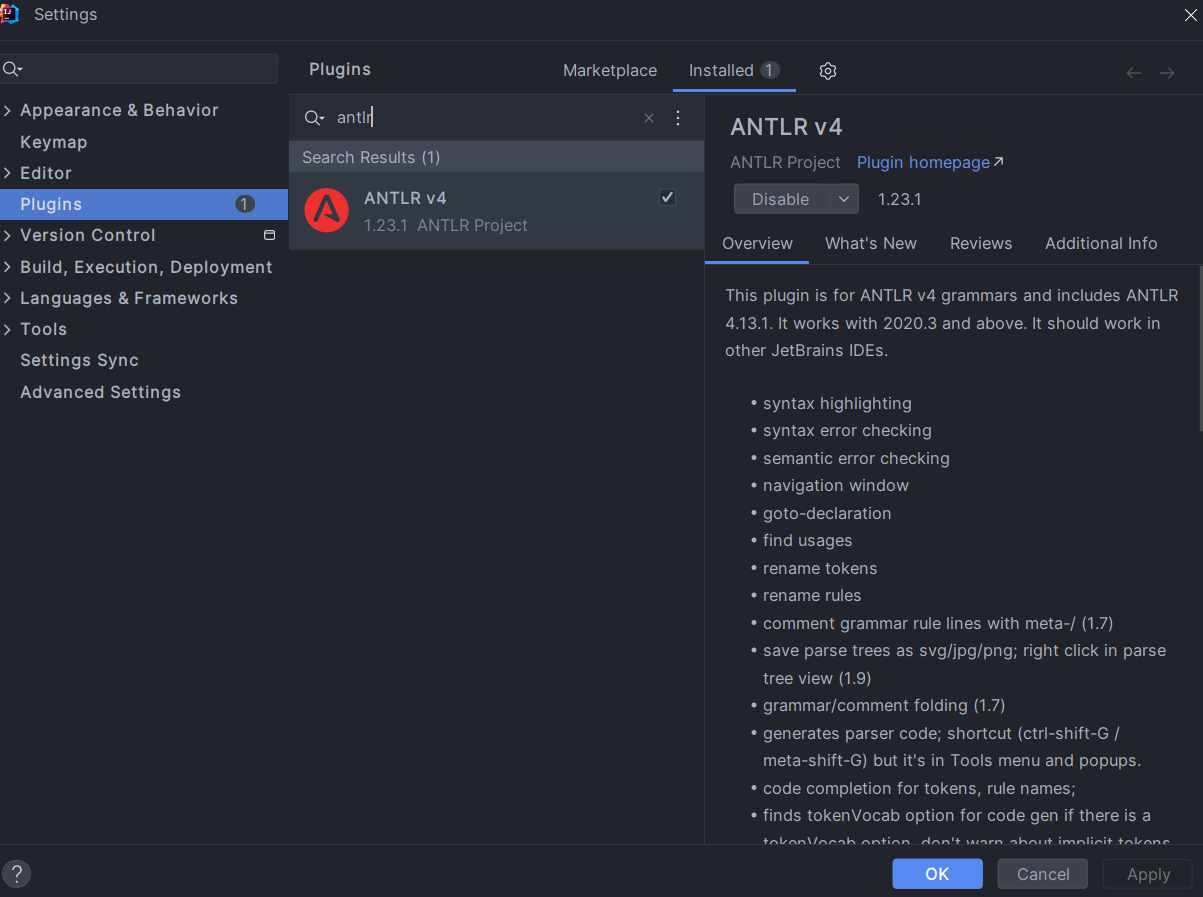 Settings
Plugins
Marketplace
Installed 1
Appearance & Behavior
Keymap
Editor
Plugins 1
Version Control
Build, Execution, Deployment
Languages & Frameworks
Tools
Settings Sync
Advanced Settings
antlr
Search Results (1)
ANTLR v4
1.23.1 ANTLR Project
ANTLR v4
ANTLR Project Plugin homepage
Disable 1.23.1
Overview What's New Reviews Additional Info
This plugin is for ANTLR v4 grammars and includes ANTLR
4.13.1. It works with 2020.3 and above. It should work in
other JetBrains IDEs.
• syntax highlighting
• syntax error checking
• semantic error checking
• navigation window
• goto-declaration
• find usages
• rename tokens
• rename rules
• comment grammar rule lines with meta-/ (1.7)
• save parse trees as svg/jpg/png; right click in parse
tree view (1.9)
• grammar/comment folding (1.7)
• generates parser code; shortcut (ctrl-shift-G /
meta-shift-G) but it's in Tools menu and popups.
• code completion for tokens, rule names;
• finds tokenVocab option for code gen if there is a
tokenVocab option, don't warn about implicit tokens
?
OK Cancel Apply